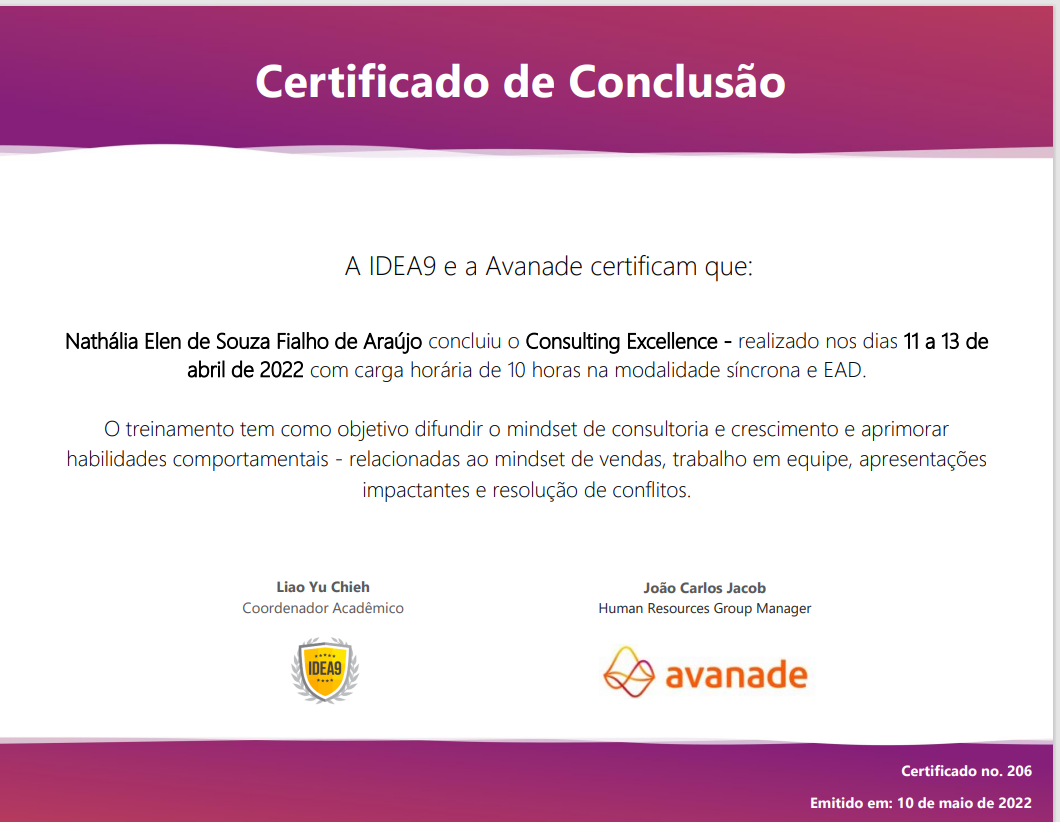 Certificado de Conclusão
A IDEA9 e a Avanade certificam que:
Nathália Elen de Souza Fialho de Araújo concluiu o Consulting Excellence - realizado nos dias 11 a 13 de
abril de 2022 com carga horária de 10 horas na modalidade síncrona e EAD.
O treinamento tem como objetivo difundir o mindset de consultoria e crescimento e aprimorar
habilidades comportamentais - relacionadas ao mindset de vendas, trabalho em equipe, apresentações
impactantes e resolução de conflitos.
Liao Yu Chieh
Coordenador Acadêmico
IDEA9
João Carlos Jacob
Human Resources Group Manager
avanade
Certificado no. 206
Emitido em: 10 de maio de 2022